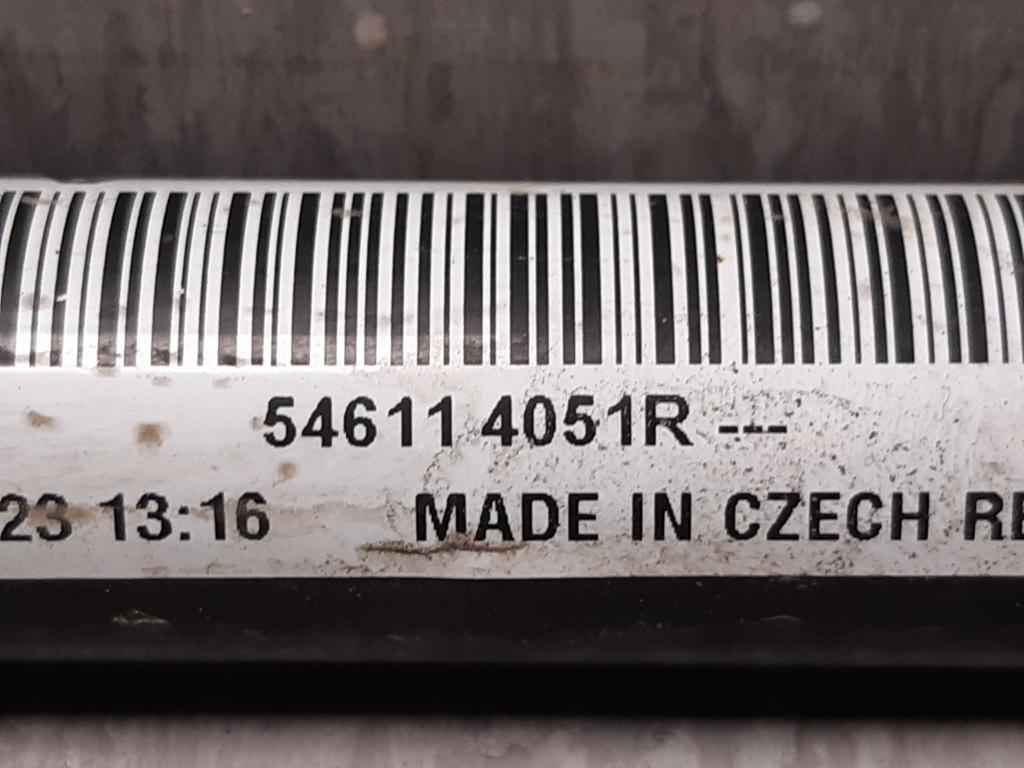 54611 4051R ---
23 13:16 MADE IN CZECH RE